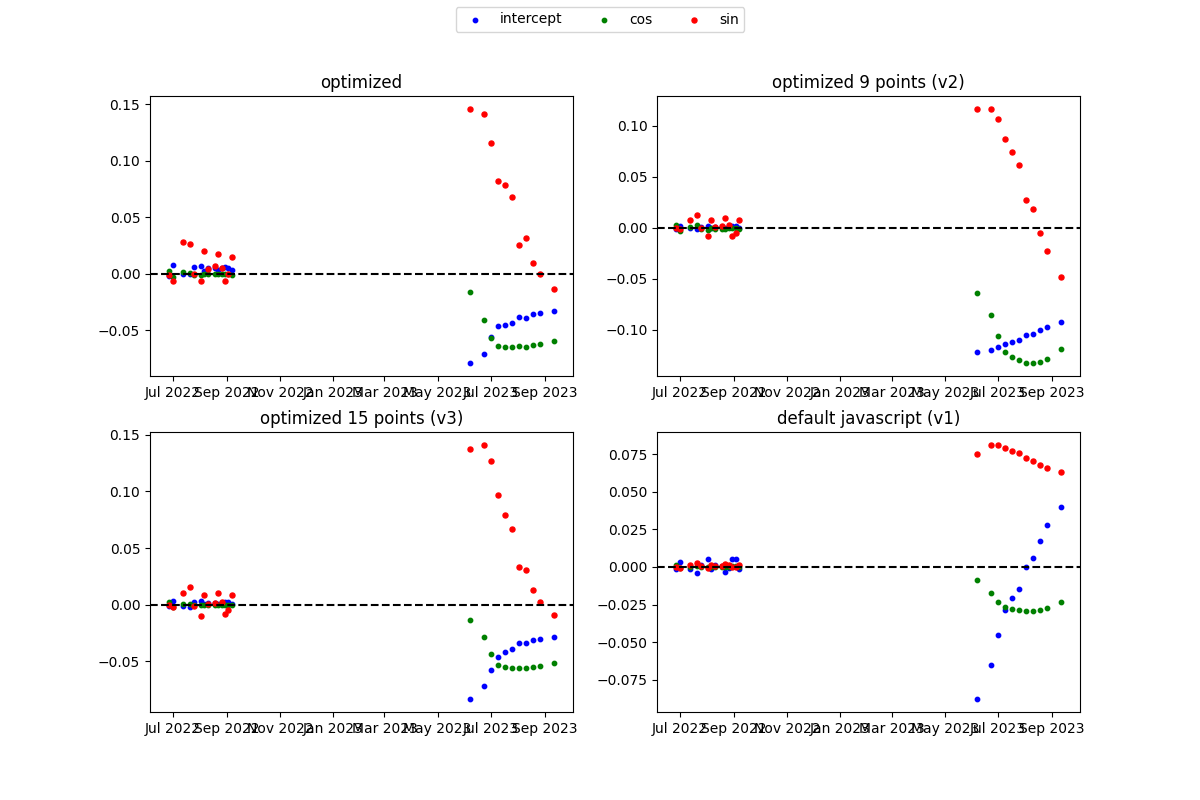 intercept cos sin
optimized
0.15
0.10
0.05
0.00
−0.05
Jul 2022 Sep 2022 Nov 2022 Jan 2023 Mar 2023 May 2023 Jul 2023 Sep 2023
optimized 9 points (v2)
0.10
0.05
0.00
−0.05
−0.10
Jul 2022 Sep 2022 Nov 2022 Jan 2023 Mar 2023 May 2023 Jul 2023 Sep 2023
optimized 15 points (v3)
0.15
0.10
0.05
0.00
−0.05
Jul 2022 Sep 2022 Nov 2022 Jan 2023 Mar 2023 May 2023 Jul 2023 Sep 2023
default javascript (v1)
0.075
0.050
0.025
0.000
−0.025
−0.050
−0.075
Jul 2022 Sep 2022 Nov 2022 Jan 2023 Mar 2023 May 2023 Jul 2023 Sep 2023